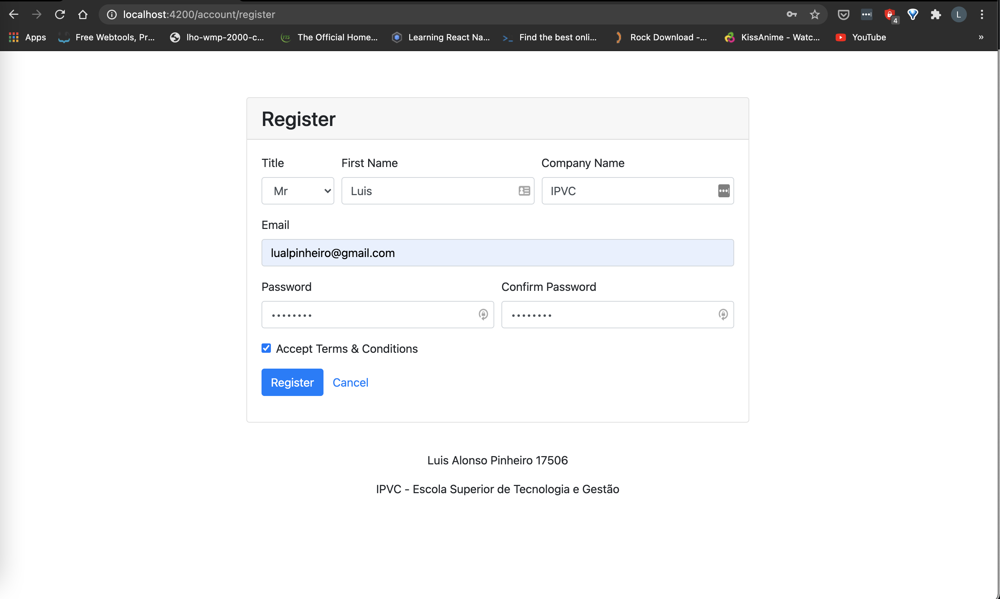 localhost:4200/account/register
4
L
Apps
Free Webtools, Pr...
lho-wmp-2000-c...
YTS
The Official Home...
Learning React Na...
Find the best onli...
Rock Download -...
KissAnime - Watc...
YouTube
»
Register
Title
First Name
Company Name
Mr
Luis
IPVC
Email
lualpinheiro@gmail.com
Password
Confirm Password
••••••••
••••••••
Accept Terms & Conditions
Register
Cancel
Luis Alonso Pinheiro 17506
IPVC - Escola Superior de Tecnologia e Gestão